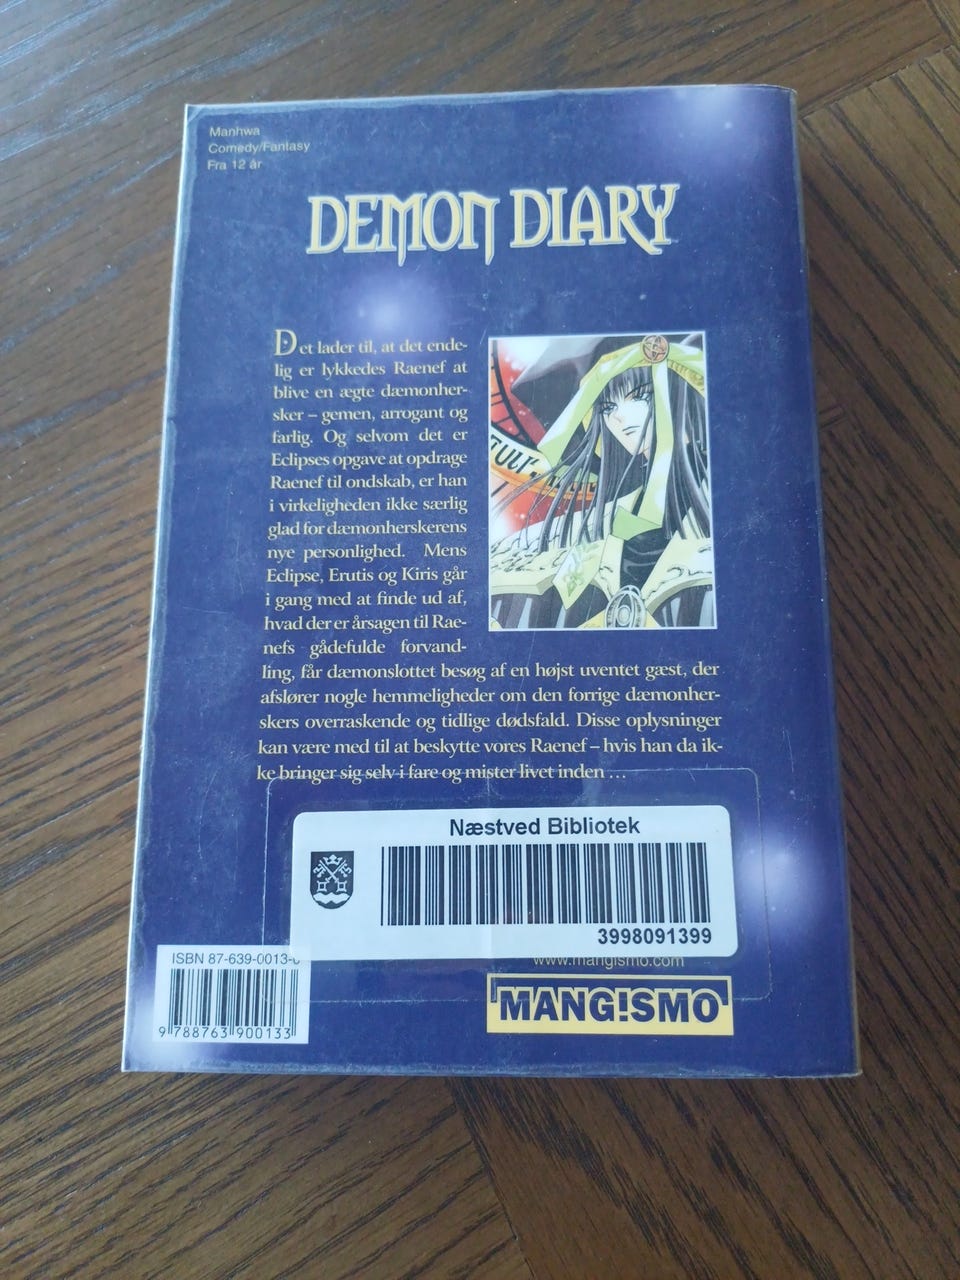 Manhwa
Comedy/Fantasy
Fra 12 år
DEMON DIARY
Det lader til, at det ende-
lig er lykkedes Raenef at
blive en ægte dæmonher-
sker – gemen, arrogant og
farlig. Og selvom det er
Eclipses opgave at opdrage
Raenef til ondskab, er han
i virkeligheden ikke særlig
glad for dæmonherskerens
nye personlighed. Mens
Eclipse, Erutis og Kiris går
i gang med at finde ud af,
hvad der er årsagen til Rae-
nefs gådefulde forvand-
ling, får dæmonslottet besøg af en højst uventet gæst, der
afslører nogle hemmeligheder om den forrige dæmonher-
skers overraskende og tidlige dødsfald. Disse oplysninger
kan være med til at beskytte vores Raenef – hvis han da ik-
ke bringer sig selv i fare og mister livet inden ...
Næstved Bibliotek
3998091399
www.mangismo.com
MANG!SMO
ISBN 87-639-0013-
9 788763 900133